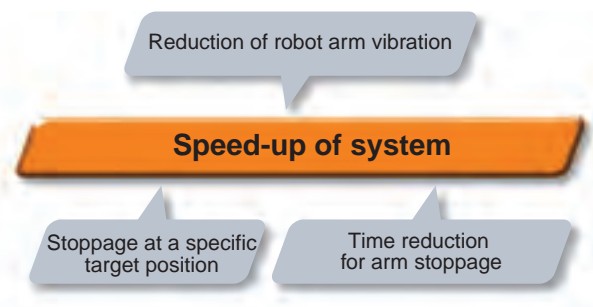 Reduction of robot arm vibration
Speed-up of system
Stoppage at a specific
target position
Time reduction
for arm stoppage